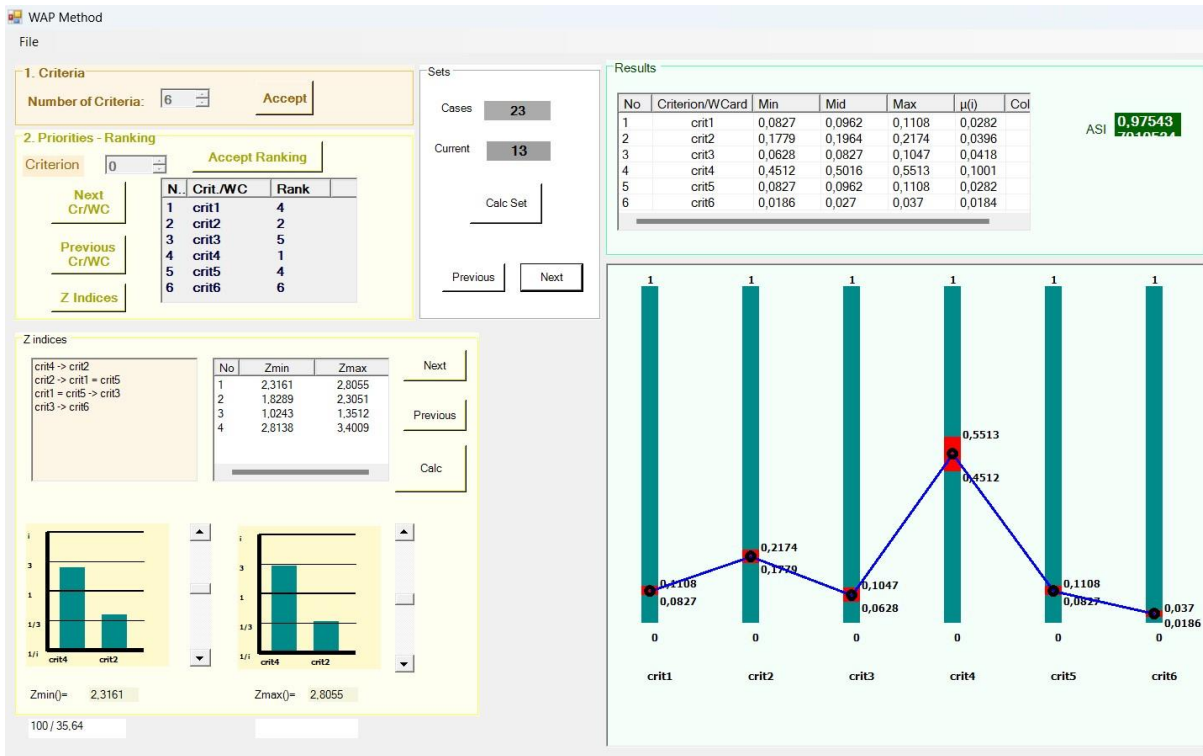 WAP Method
File
1. Criteria
Number of Criteria: 6 Accept
2. Priorities - Ranking
Criterion 0 Accept Ranking
Next Cr/WC
Previous Cr/WC
Z Indices
N.. Crit./WC Rank
1 crit1 4
2 crit2 2
3 crit3 5
4 crit4 1
5 crit5 4
6 crit6 6
Sets
Cases 23
Current 13
Calc Set
Previous Next
Results
No Criterion/WCard Min Mid Max μ(i) Col
1 crit1 0,0827 0,0962 0,1108 0,0282
2 crit2 0,1779 0,1964 0,2174 0,0396
3 crit3 0,0628 0,0827 0,1047 0,0418
4 crit4 0,4512 0,5016 0,5513 0,1001
5 crit5 0,0827 0,0962 0,1108 0,0282
6 crit6 0,0186 0,027 0,037 0,0184
ASI 0,97543
Z indices
crit4 -> crit2
crit2 -> crit1 = crit5
crit1 = crit5 -> crit3
crit3 -> crit6
No Zmin Zmax
1 2,3161 2,8055
2 1,8289 2,3051
3 1,0243 1,3512
4 2,8138 3,4009
Next
Previous
Calc
i
3
1
1/3
1/i
crit4 crit2
i
3
1
1/3
1/i
crit4 crit2
Zmin()= 2,3161
Zmax()= 2,8055
100 / 35,64
1 1 1 1 1 1
0,5513
0,4512
0,2174
0,1779
0,1108
0,0827
0,1047
0,0628
0,1108
0,0827
0,037
0,0186
0 0 0 0 0 0
crit1 crit2 crit3 crit4 crit5 crit6